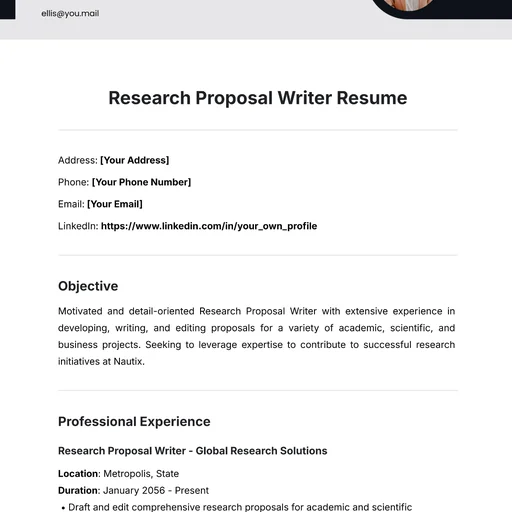 ellis@you.mail
Research Proposal Writer Resume
Address: [Your Address]
Phone: [Your Phone Number]
Email: [Your Email]
LinkedIn: https://www.linkedin.com/in/your_own_profile
Objective
Motivated and detail-oriented Research Proposal Writer with extensive experience in
developing, writing, and editing proposals for a variety of academic, scientific, and
business projects. Seeking to leverage expertise to contribute to successful research
initiatives at Nautix.
Professional Experience
Research Proposal Writer - Global Research Solutions
Location: Metropolis, State
Duration: January 2056 - Present
• Draft and edit comprehensive research proposals for academic and scientific